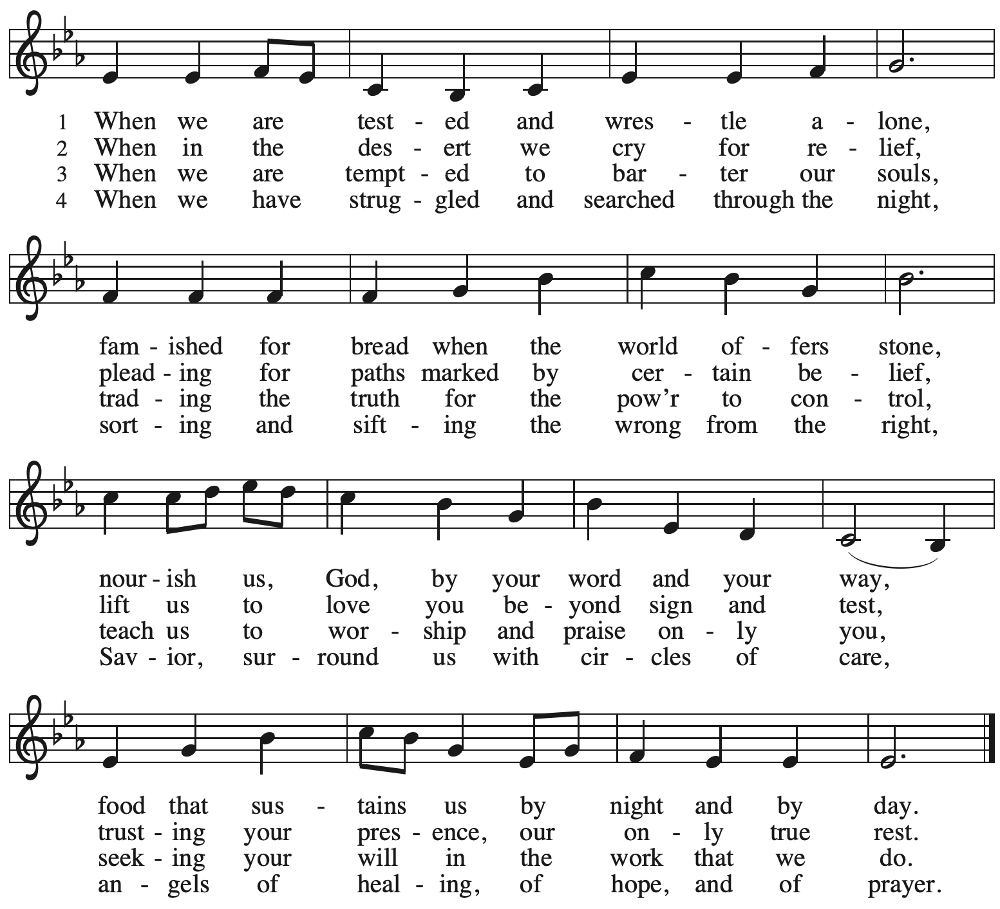 1 When we are test - ed and wres - tle a - lone,
2 When in the des - ert we cry for re - lief,
3 When we are tempt - ed to bar - ter our souls,
4 When we have strug - gled and searched through the night,
fam - ished for bread when the world of - fers stone,
plead - ing for paths marked by cer - tain be - lief,
trad - ing the truth for the pow’r to con - trol,
sort - ing and sift - ing the wrong from the right,
nour - ish us, God, by your word and your way,
lift us to love you be - yond sign and test,
teach us to wor - ship and praise on - ly you,
Sav - ior, sur - round us with cir - cles of care,
food that sus - tains us by night and by day.
trust - ing your pres - ence, our on - ly true rest.
seek - ing your will in the work that we do.
an - gels of heal - ing, of hope, and of prayer.